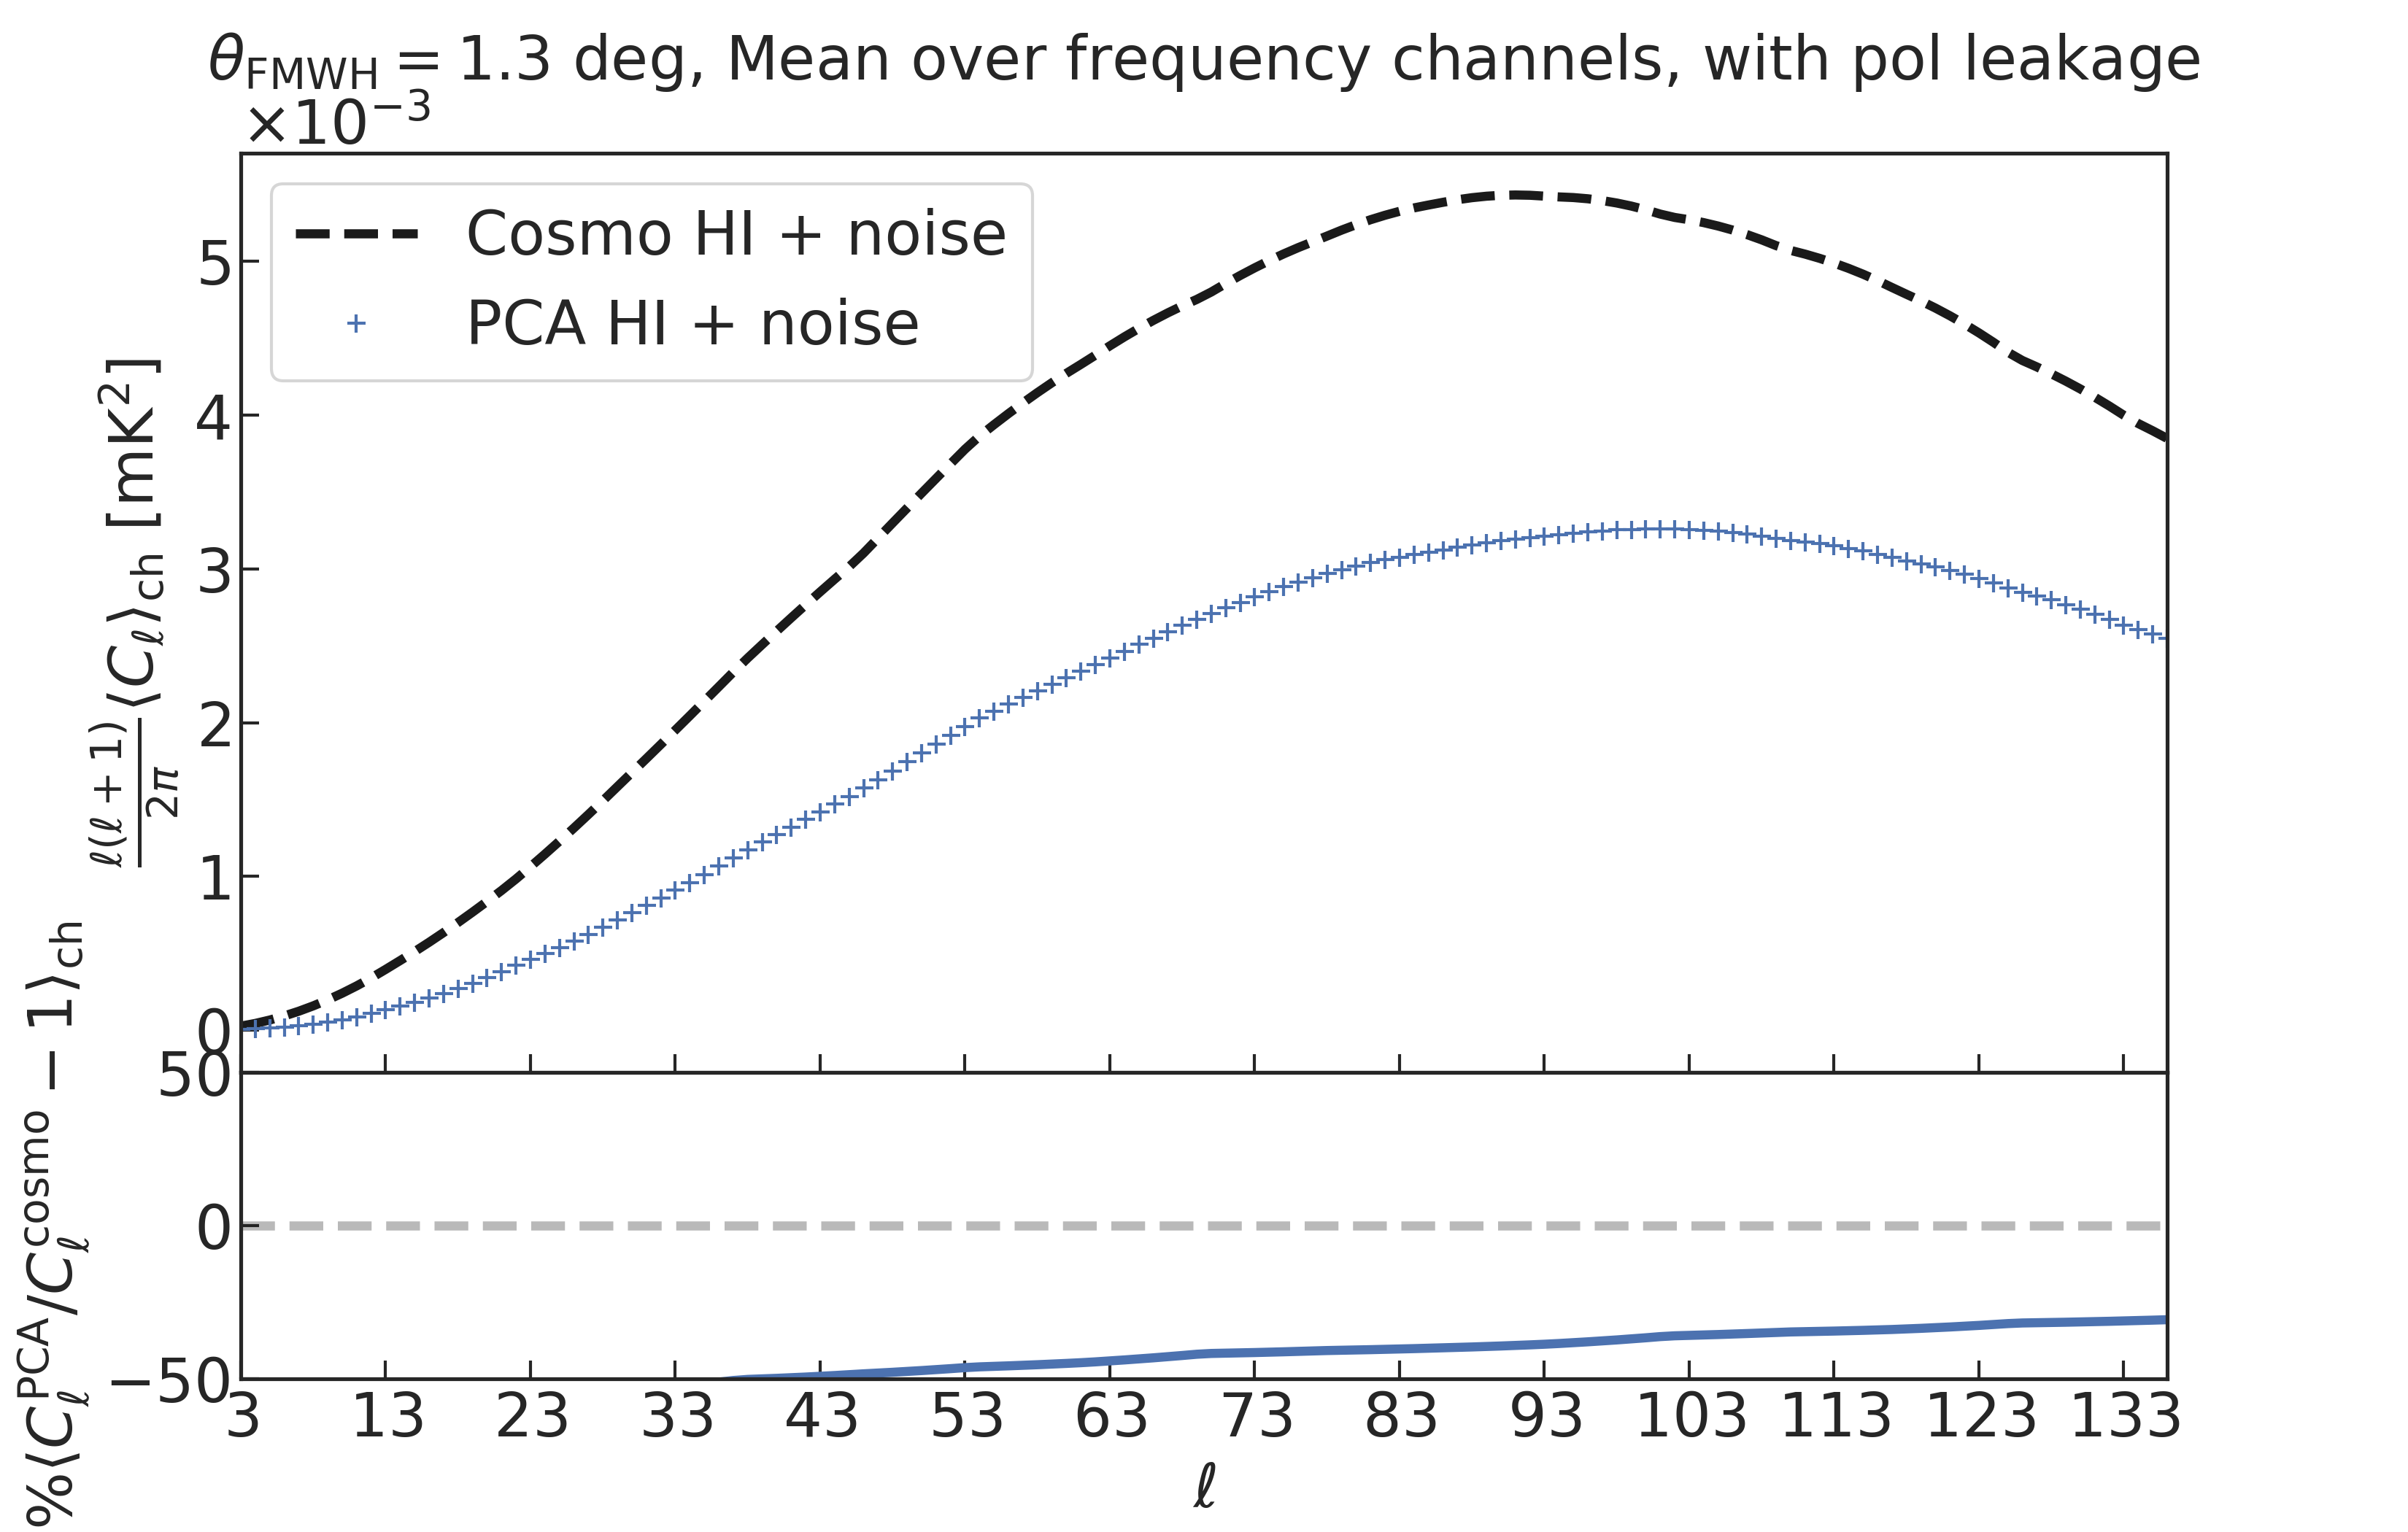 θ_FMWH = 1.3 deg, Mean over frequency channels, with pol leakage
×10⁻³
Cosmo HI + noise
PCA HI + noise
ℓ(ℓ+1)/2π ⟨C_ℓ⟩_ch [mK²]
5
4
3
2
1
0
%⟨C_ℓ^PCA/C_ℓ^cosmo − 1⟩_ch
50
0
−50
3 13 23 33 43 53 63 73 83 93 103 113 123 133
ℓ